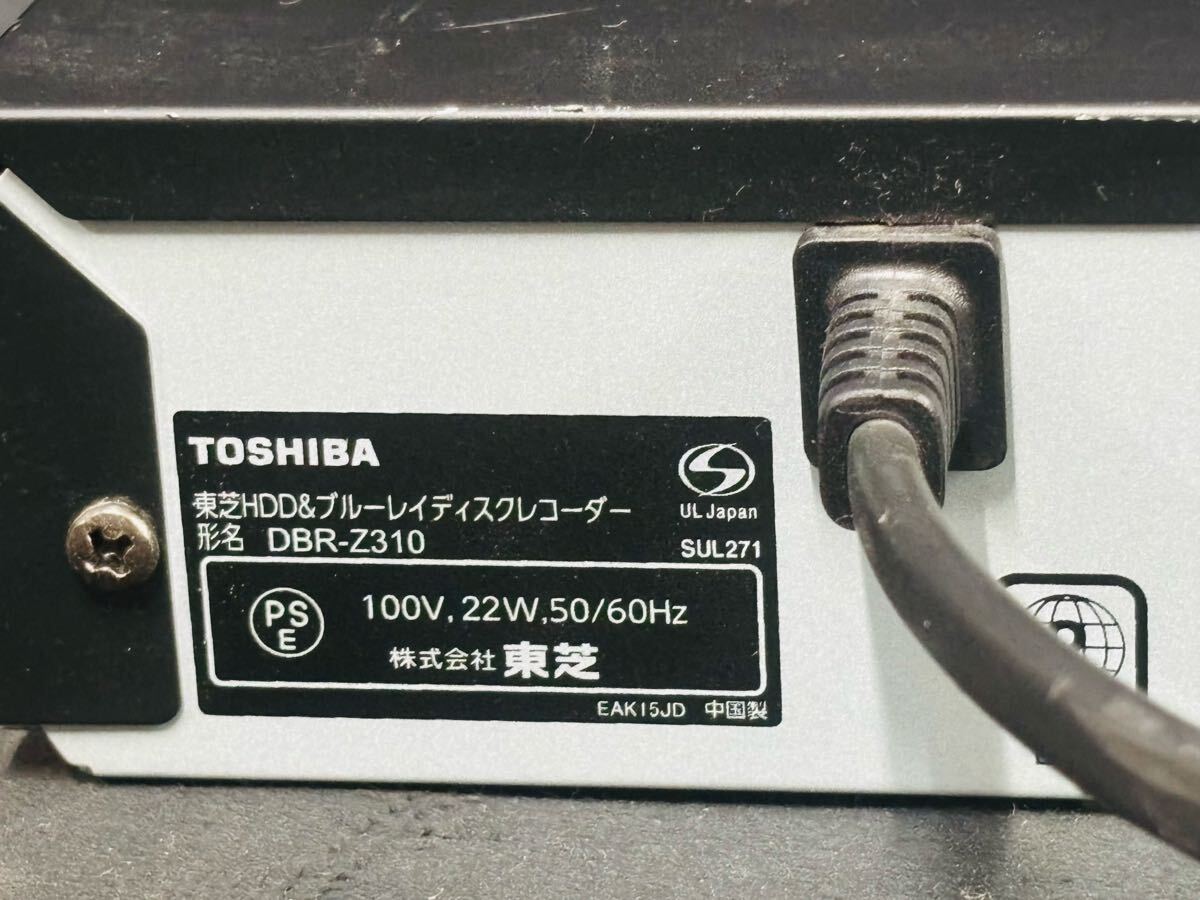 TOSHIBA
東芝HDD&ブルーレイディスクレコーダー
形名 DBR-Z310
UL Japan
SUL271
PS
E
100V, 22W, 50/60Hz
株式会社 東芝
EAK15JD 中国製